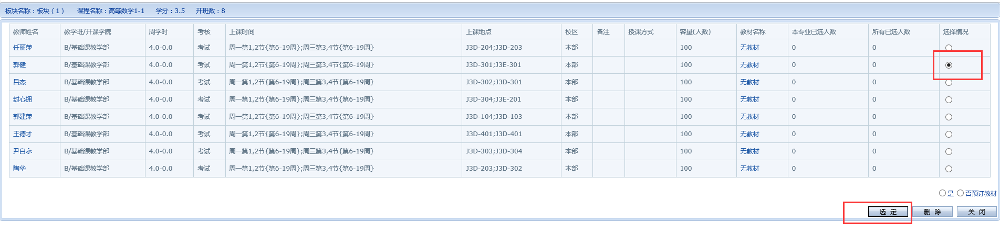 板块名称：板块（1） 课程名称：高等数学1-1 学分：3.5 开班数：8
教师姓名 教学班/开课学院 周学时 考核 上课时间 上课地点 校区 备注 授课方式 容量(人数) 教材名称 本专业已选人数 所有已选人数 选择情况
任丽萍 B/基础课教学部 4.0-0.0 考试 周一第1,2节{第6-19周};周三第3,4节{第6-19周} J3D-204;J3D-203 本部 100 无教材 0 0
郭健 B/基础课教学部 4.0-0.0 考试 周一第1,2节{第6-19周};周三第3,4节{第6-19周} J3D-301;J3E-301 本部 100 无教材 0 0
吕杰 B/基础课教学部 4.0-0.0 考试 周一第1,2节{第6-19周};周三第3,4节{第6-19周} J3D-302;J3D-301 本部 100 无教材 0 0
封心拥 B/基础课教学部 4.0-0.0 考试 周一第1,2节{第6-19周};周三第3,4节{第6-19周} J3D-304;J3E-201 本部 100 无教材 0 0
郭建萍 B/基础课教学部 4.0-0.0 考试 周一第1,2节{第6-19周};周三第3,4节{第6-19周} J3D-104;J3D-103 本部 100 无教材 0 0
王德才 B/基础课教学部 4.0-0.0 考试 周一第1,2节{第6-19周};周三第3,4节{第6-19周} J3D-401;J3D-401 本部 100 无教材 0 0
尹自永 B/基础课教学部 4.0-0.0 考试 周一第1,2节{第6-19周};周三第3,4节{第6-19周} J3D-303;J3D-304 本部 100 无教材 0 0
陶华 B/基础课教学部 4.0-0.0 考试 周一第1,2节{第6-19周};周三第3,4节{第6-19周} J3D-203;J3D-302 本部 100 无教材 0 0
是 否预订教材
选 定 删 除 关 闭